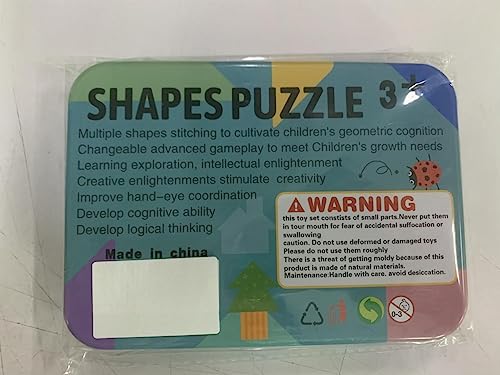 SHAPES PUZZLE 3+
Multiple shapes stitching to cultivate children's geometric cognition
Changeable advanced gameplay to meet Children's growth needs
Learning exploration, intellectual enlightenment
Creative enlightenments stimulate creativity
Improve hand-eye coordination
Develop cognitive ability
Develop logical thinking
Made in china
WARNING
this toy set constists of small parts.Never put them
in tour mouth for fear of accidental suffocation or
swallowing
caution. Do not use deformed or damaged toys
Please do not use them roughly
There is a threat of getting moldy because of this
product is made of natural materials.
Maintenance:Handle with care. avoid desiccation.
0-3